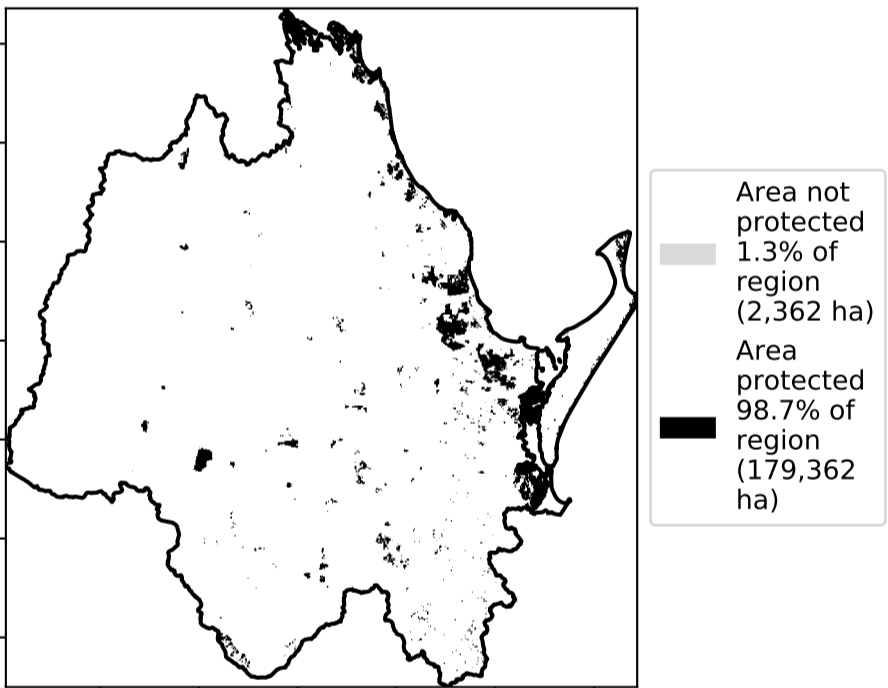 Area not
protected
1.3% of
region
(2,362 ha)
Area
protected
98.7% of
region
(179,362
ha)